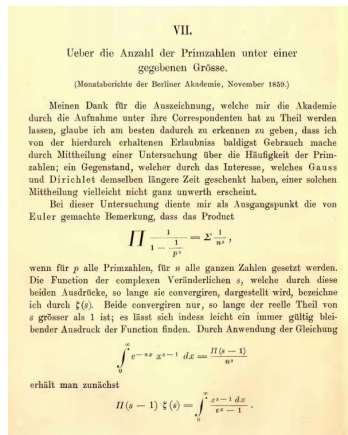 VII.
Ueber die Anzahl der Primzahlen unter einer
gegebenen Grösse.
(Monatsberichte der Berliner Akademie, November 1859.)
Meinen Dank für die Auszeichnung, welche mir die Akademie
durch die Aufnahme unter ihre Correspondenten hat zu Theil werden
lassen, glaube ich am besten dadurch zu erkennen zu geben, dass ich
von der hierdurch erhaltenen Erlaubniss baldigst Gebrauch mache
durch Mittheilung einer Untersuchung über die Häufigkeit der Prim-
zahlen; ein Gegenstand, welcher durch das Interesse, welches Gauss
und Dirichlet demselben längere Zeit geschenkt haben, einer solchen
Mittheilung vielleicht nicht ganz unwerth erscheint.
Bei dieser Untersuchung diente mir als Ausgangspunkt die von
Euler gemachte Bemerkung, dass das Product
∏ 1/(1 − 1/pˢ) = Σ 1/nˢ,
wenn für p alle Primzahlen, für n alle ganzen Zahlen gesetzt werden.
Die Function der complexen Veränderlichen s, welche durch diese
beiden Ausdrücke, so lange sie convergiren, dargestellt wird, bezeichne
ich durch ζ(s). Beide convergiren nur, so lange der reelle Theil von
s grösser als 1 ist; es lässt sich indess leicht ein immer gültig blei-
bender Ausdruck der Function finden. Durch Anwendung der Gleichung
∫₀^∞ e^{−nx} x^{s−1} dx = Π(s − 1)/nˢ
erhält man zunächst
Π(s − 1) ζ(s) = ∫₀^∞ x^{s−1} dx/(eˣ − 1).